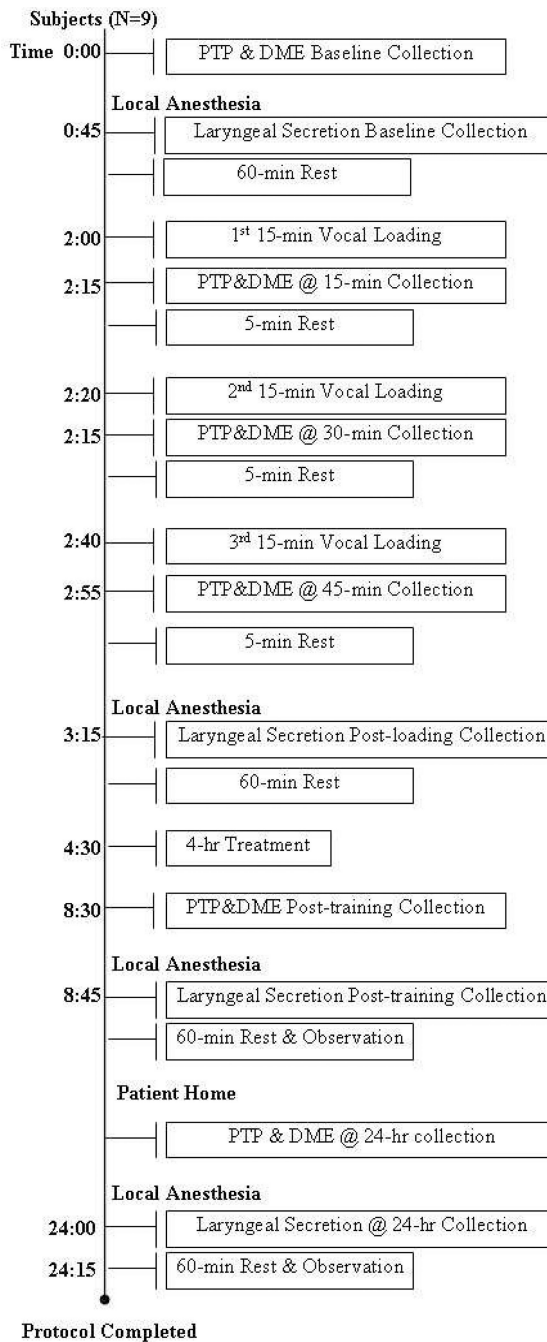 Subjects (N=9)
Time 0:00 PTP & DME Baseline Collection
Local Anesthesia
0:45 Laryngeal Secretion Baseline Collection
60-min Rest
2:00 1st 15-min Vocal Loading
2:15 PTP&DME @ 15-min Collection
5-min Rest
2:20 2nd 15-min Vocal Loading
2:15 PTP&DME @ 30-min Collection
5-min Rest
2:40 3rd 15-min Vocal Loading
2:55 PTP&DME @ 45-min Collection
5-min Rest
Local Anesthesia
3:15 Laryngeal Secretion Post-loading Collection
60-min Rest
4:30 4-hr Treatment
8:30 PTP&DME Post-training Collection
Local Anesthesia
8:45 Laryngeal Secretion Post-training Collection
60-min Rest & Observation
Patient Home
PTP & DME @ 24-hr collection
Local Anesthesia
24:00 Laryngeal Secretion @ 24-hr Collection
24:15 60-min Rest & Observation
Protocol Completed